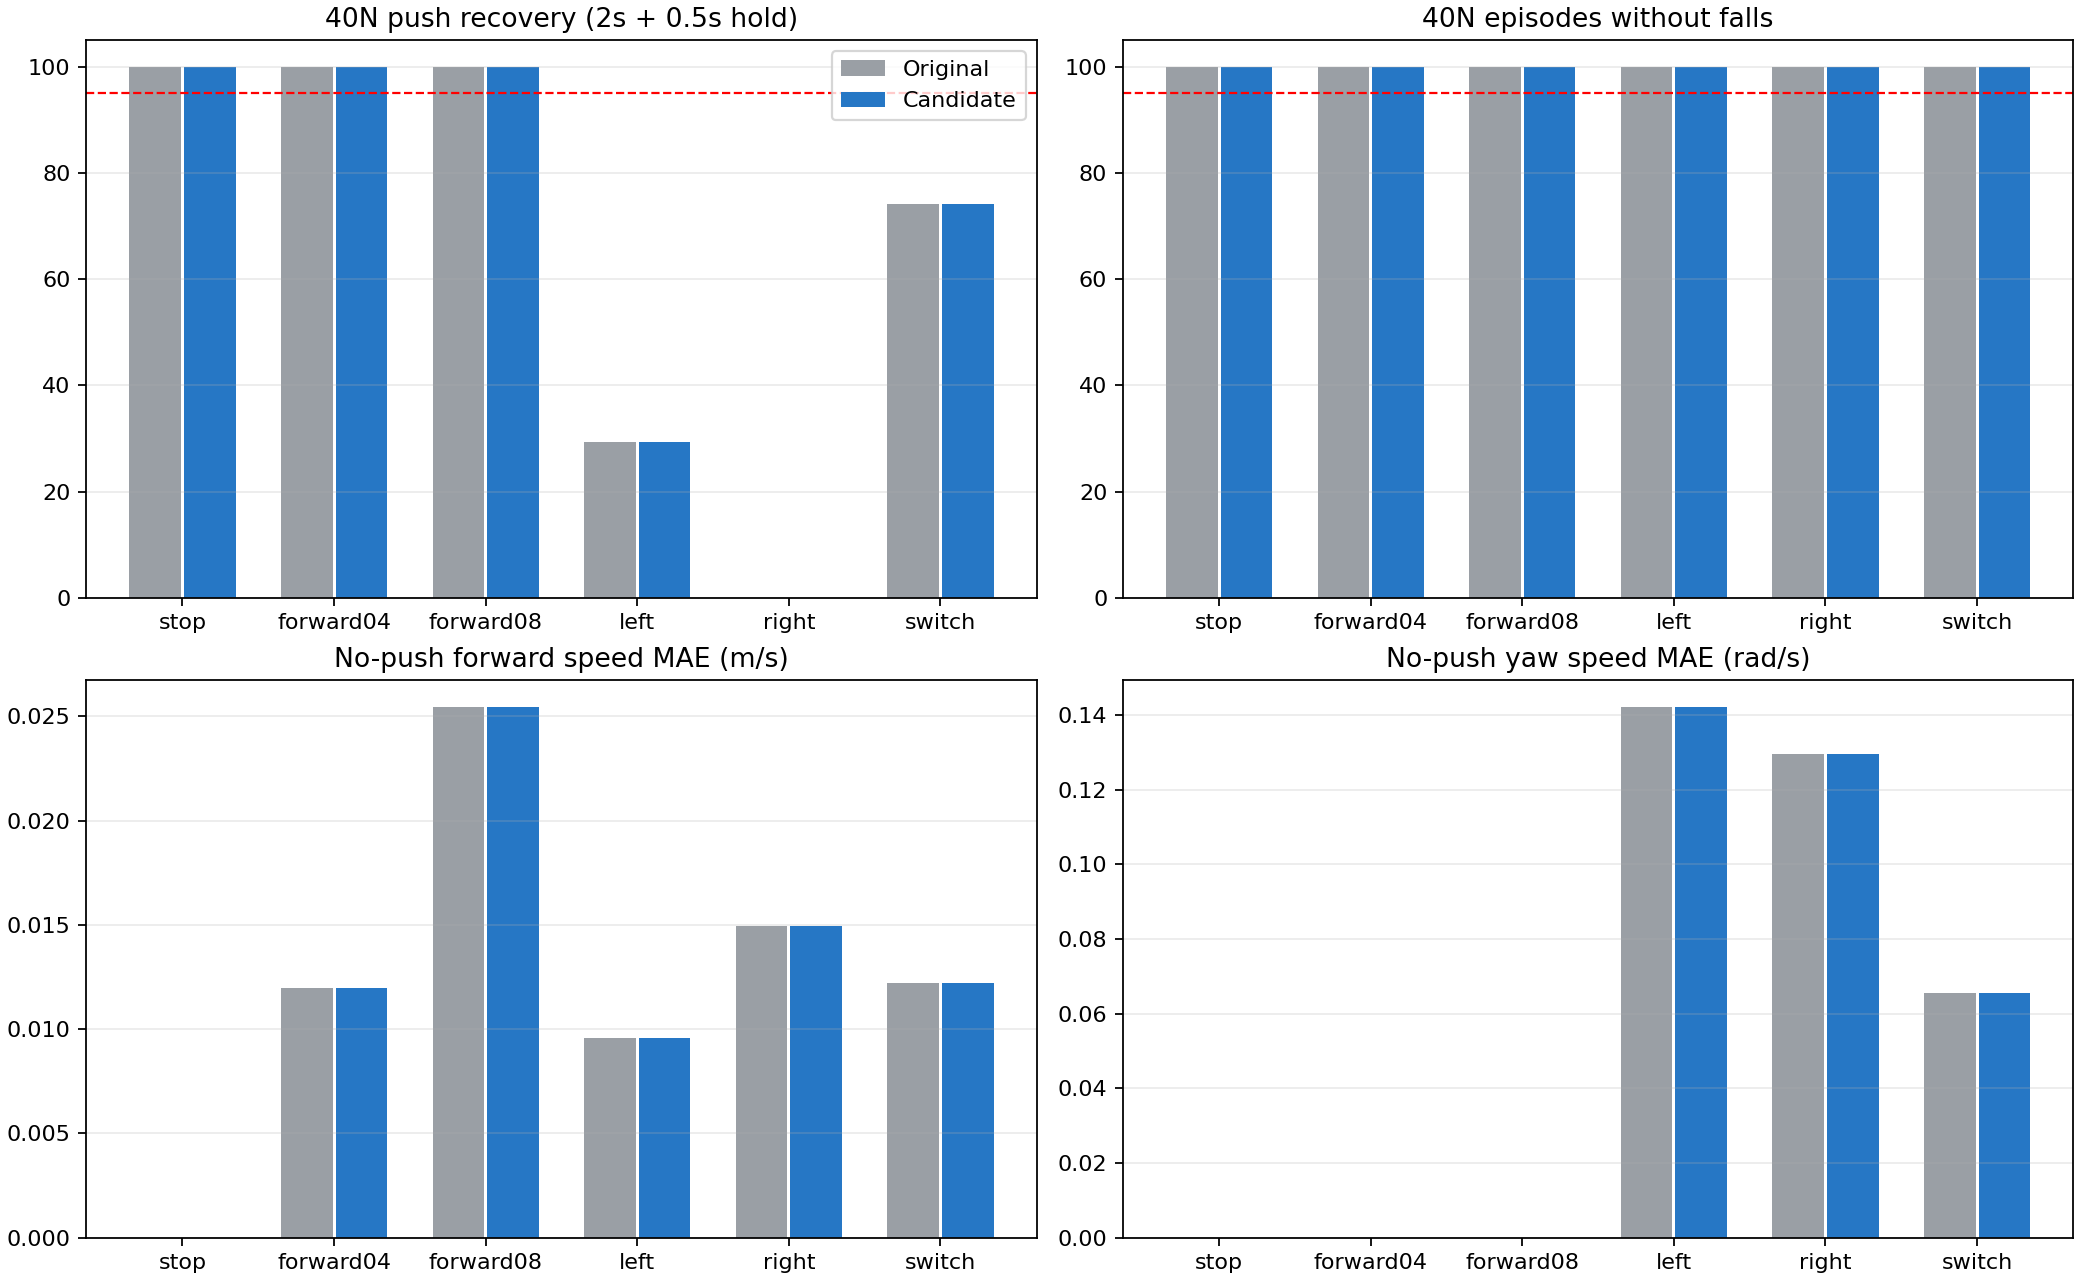 40N push recovery (2s + 0.5s hold)
100
80
60
40
20
0
Original
Candidate
stop forward04 forward08 left right switch
40N episodes without falls
100
80
60
40
20
0
stop forward04 forward08 left right switch
No-push forward speed MAE (m/s)
0.025
0.020
0.015
0.010
0.005
0.000
stop forward04 forward08 left right switch
No-push yaw speed MAE (rad/s)
0.14
0.12
0.10
0.08
0.06
0.04
0.02
0.00
stop forward04 forward08 left right switch